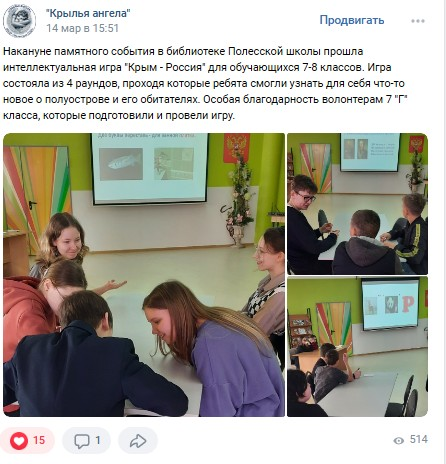 "Крылья ангела"
14 мар в 15:51
Продвигать
Накануне памятного события в библиотеке Полесской школы прошла
интеллектуальная игра "Крым - Россия" для обучающихся 7-8 классов. Игра
состояла из 4 раундов, проходя которые ребята смогли узнать для себя что-то
новое о полуострове и его обитателях. Особая благодарность волонтерам 7 "Г"
класса, которые подготовили и провели игру.
Р
15
1
514